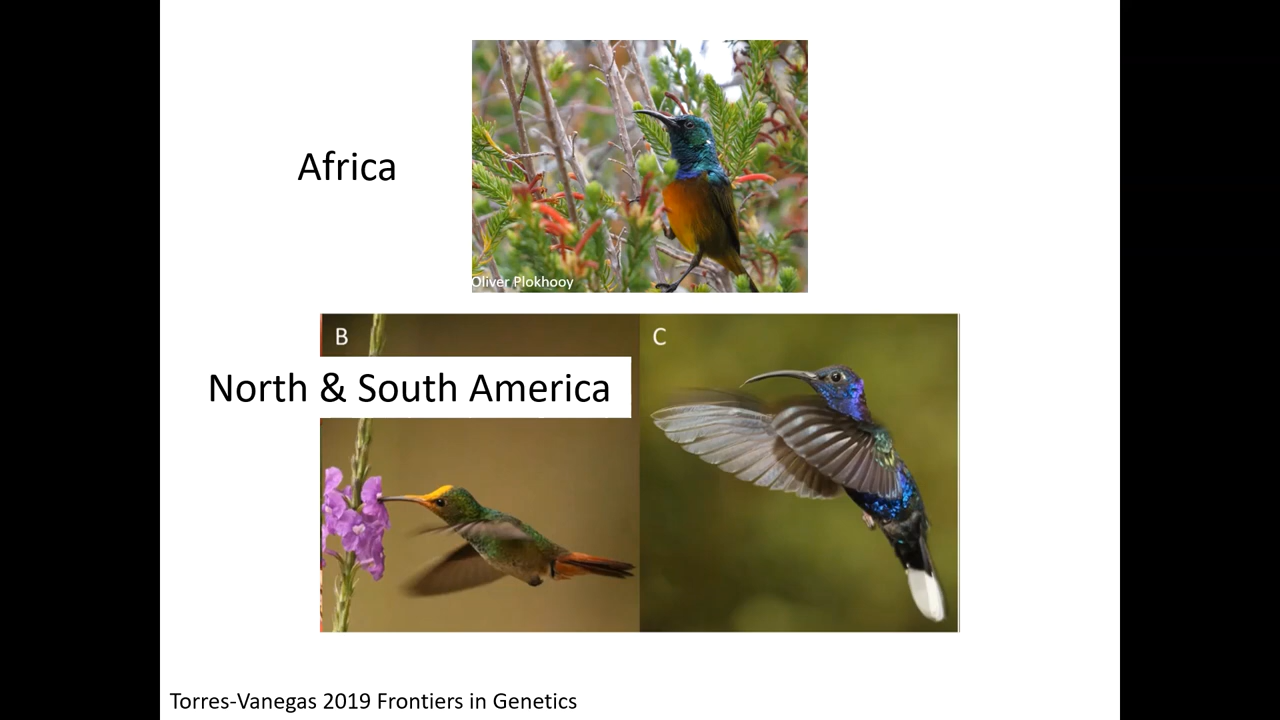 Africa
Oliver Plokhooy
B
C
North & South America
Torres-Vanegas 2019 Frontiers in Genetics